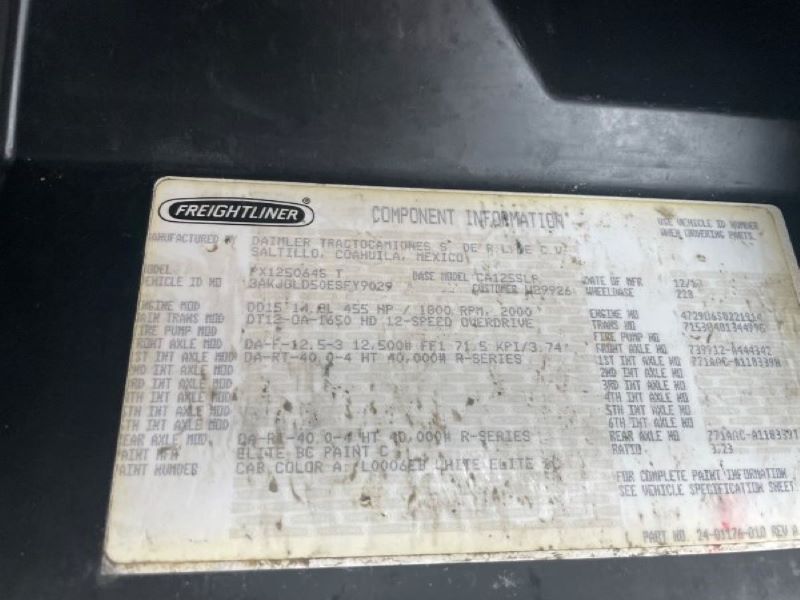 FREIGHTLINER
COMPONENT INFORMATION
USE VEHICLE ID NUMBER
WHEN ORDERING PARTS.
MANUFACTURED BY DAIMLER TRACTOCAMIONES S. DE R.L. DE C.V.
SALTILLO, COAHUILA, MEXICO
MODEL PX125064S T BASE MODEL CA125SLP DATE OF MFR
VEHICLE ID NO 3AKJGLD50ESFY9029 CUSTOMER WHEELBASE 228
ENGINE MOD DD15 14.8L 455 HP / 1800 RPM, 2000 ENGINE NO
MAIN TRANS MOD DT12-OA-1650 HD 12-SPEED OVERDRIVE TRANS NO
FIRE PUMP MOD FIRE PUMP NO
FRONT AXLE MOD DA-F-12.5-3 12,500# FF1 71.5 KPI/3.74" FRONT AXLE NO
1ST INT AXLE MOD DA-RT-40.0-4 HT 40,000# R-SERIES 1ST INT AXLE NO
2ND INT AXLE MOD 2ND INT AXLE NO
3RD INT AXLE MOD 3RD INT AXLE NO
4TH INT AXLE MOD 4TH INT AXLE NO
5TH INT AXLE MOD 5TH INT AXLE NO
6TH INT AXLE MOD 6TH INT AXLE NO
REAR AXLE MOD. DA-RT-40.0-4 HT 40,000# R-SERIES REAR AXLE NO
PAINT MFR ELITE BC PAINT RATIO
PAINT NUMBER CAB COLOR A: L0006EB WHITE ELITE
FOR COMPLETE PAINT INFORMATION
SEE VEHICLE SPECIFICATION SHEET
PART NO 24-01176-010 REV A